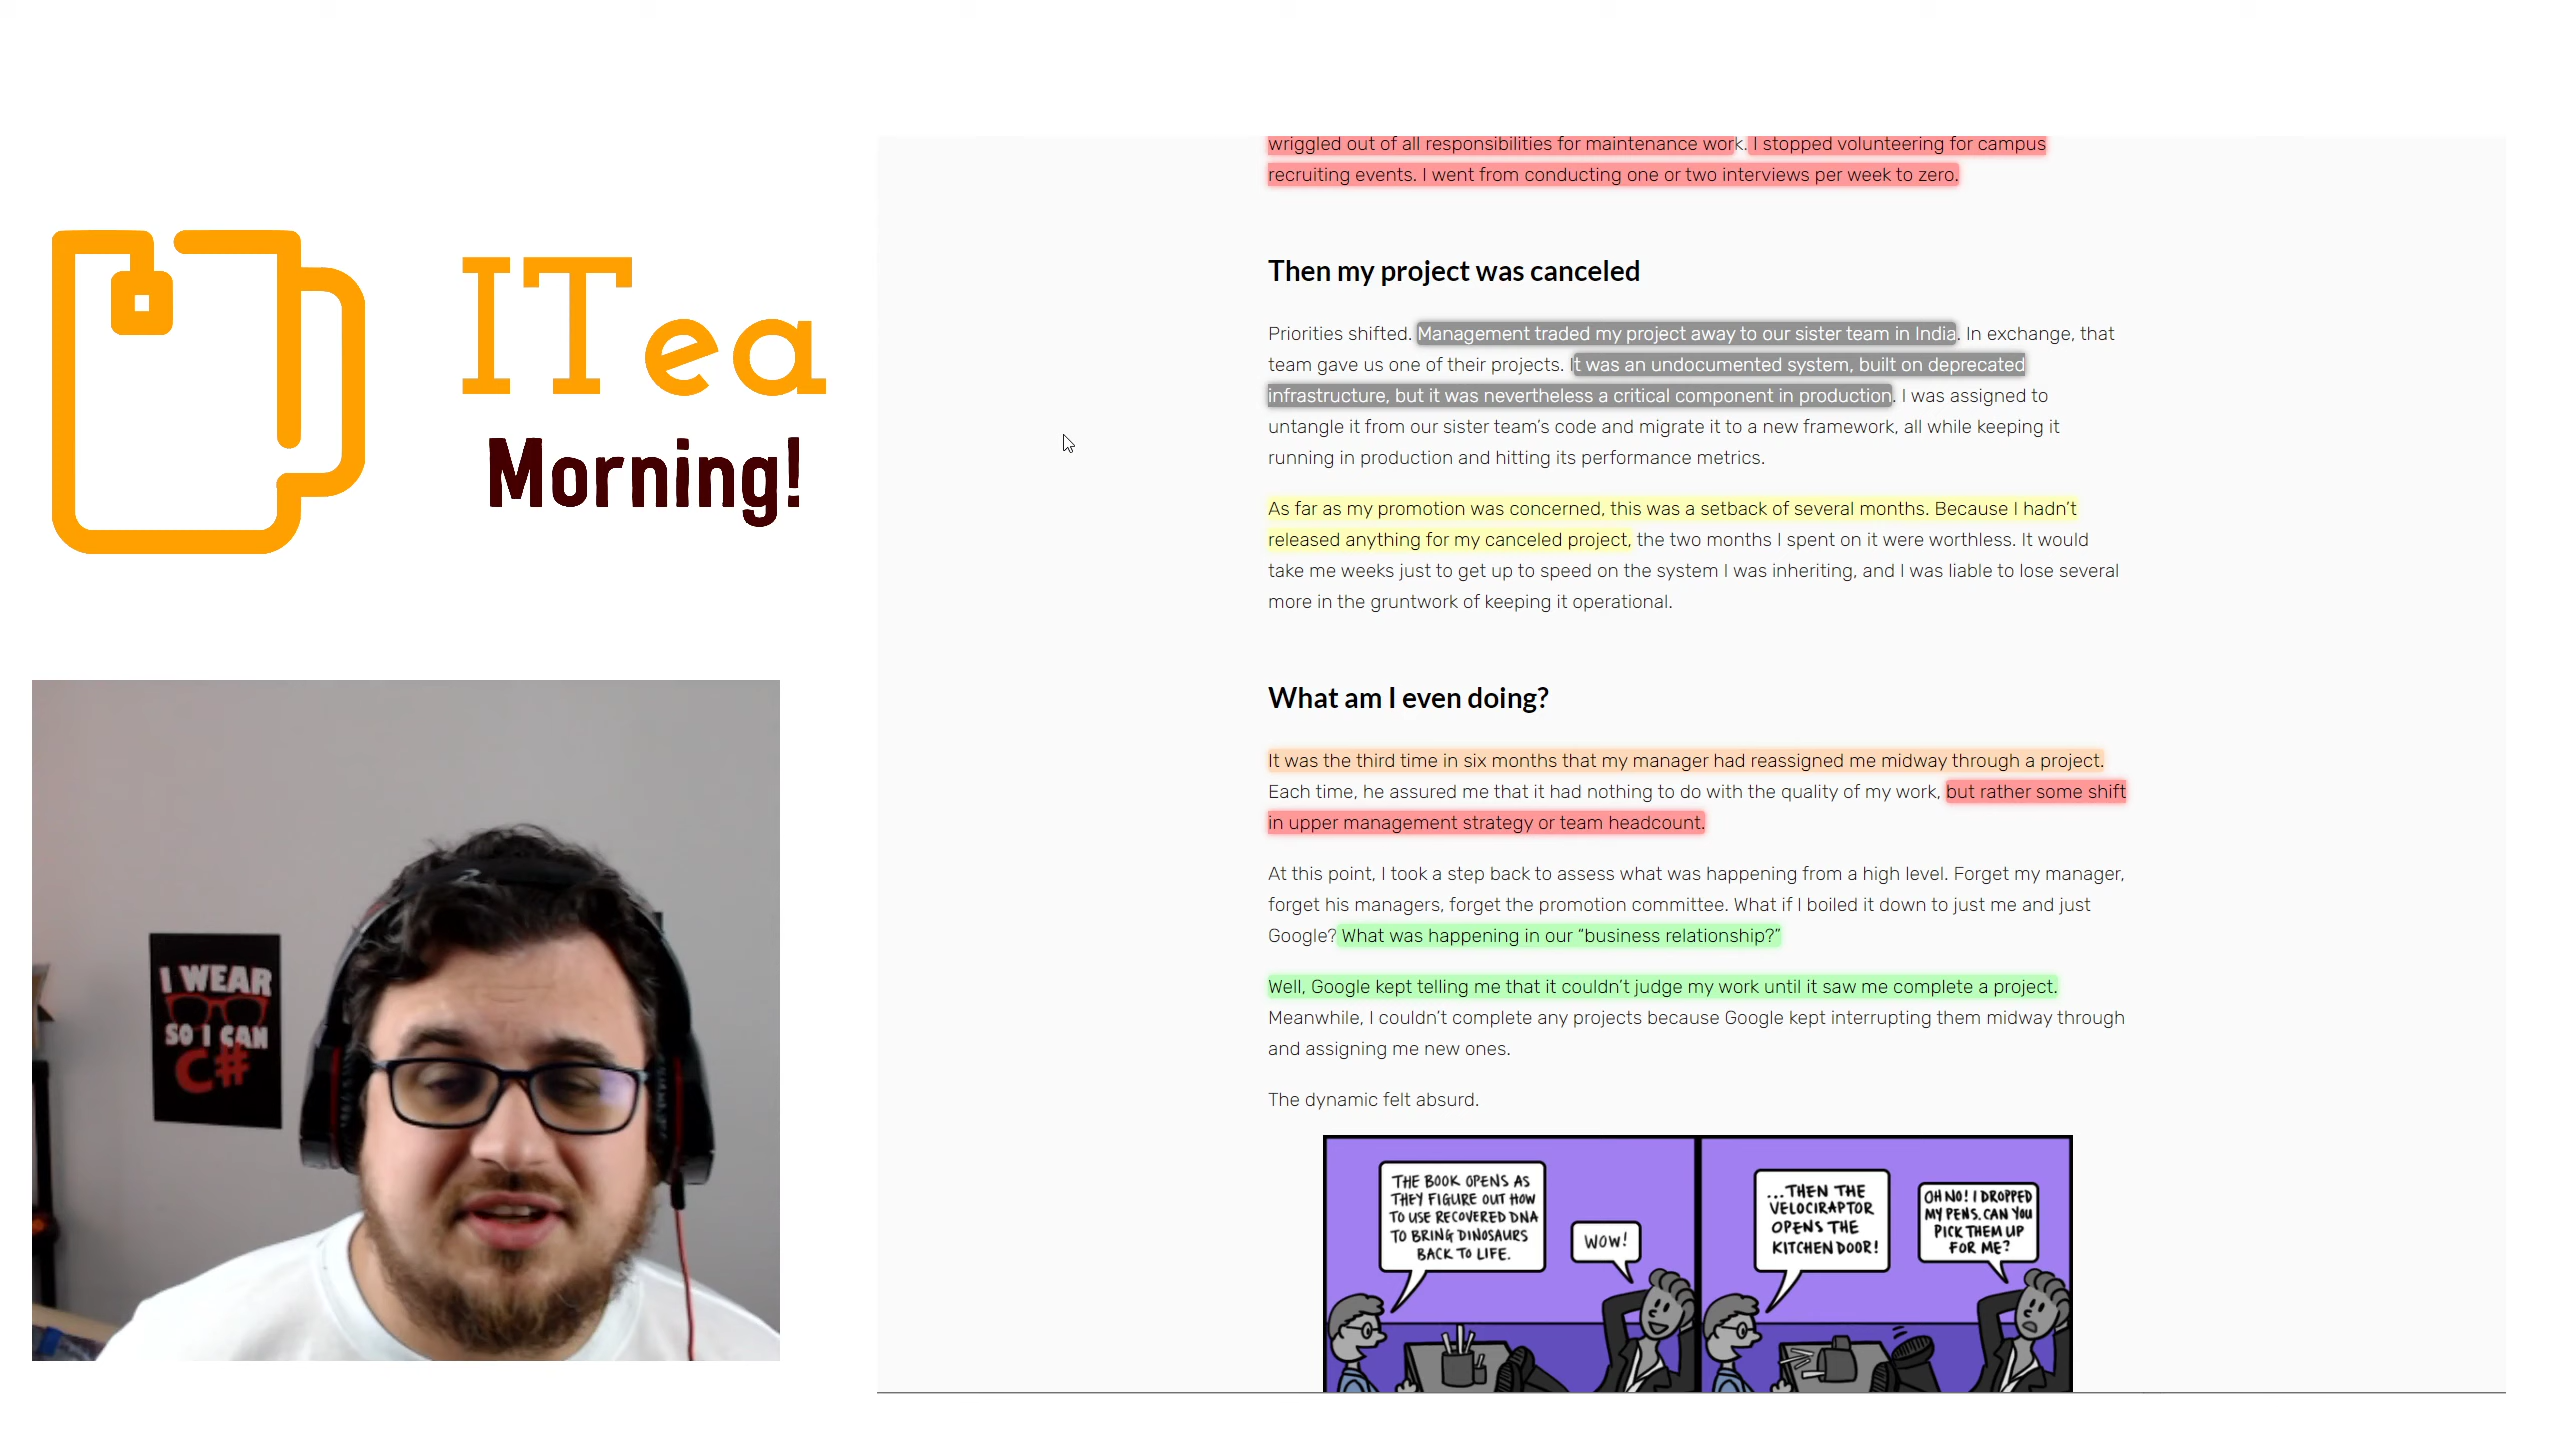 ITea
Morning!
I WEAR
SO I CAN
C#
wriggled out of all responsibilities for maintenance work. I stopped volunteering for campus
recruiting events. I went from conducting one or two interviews per week to zero.
Then my project was canceled
Priorities shifted. Management traded my project away to our sister team in India. In exchange, that
team gave us one of their projects. It was an undocumented system, built on deprecated
infrastructure, but it was nevertheless a critical component in production. I was assigned to
untangle it from our sister team's code and migrate it to a new framework, all while keeping it
running in production and hitting its performance metrics.
As far as my promotion was concerned, this was a setback of several months. Because I hadn't
released anything for my canceled project, the two months I spent on it were worthless. It would
take me weeks just to get up to speed on the system I was inheriting, and I was liable to lose several
more in the gruntwork of keeping it operational.
What am I even doing?
It was the third time in six months that my manager had reassigned me midway through a project.
Each time, he assured me that it had nothing to do with the quality of my work, but rather some shift
in upper management strategy or team headcount.
At this point, I took a step back to assess what was happening from a high level. Forget my manager,
forget his managers, forget the promotion committee. What if I boiled it down to just me and just
Google? What was happening in our “business relationship?”
Well, Google kept telling me that it couldn't judge my work until it saw me complete a project.
Meanwhile, I couldn't complete any projects because Google kept interrupting them midway through
and assigning me new ones.
The dynamic felt absurd.
THE BOOK OPENS AS
THEY FIGURE OUT HOW
TO USE RECOVERED DNA
TO BRING DINOSAURS
BACK TO LIFE.
WOW!
...THEN THE
VELOCIRAPTOR
OPENS THE
KITCHEN DOOR!
OH NO! I DROPPED
MY PENS. CAN YOU
PICK THEM UP
FOR ME?